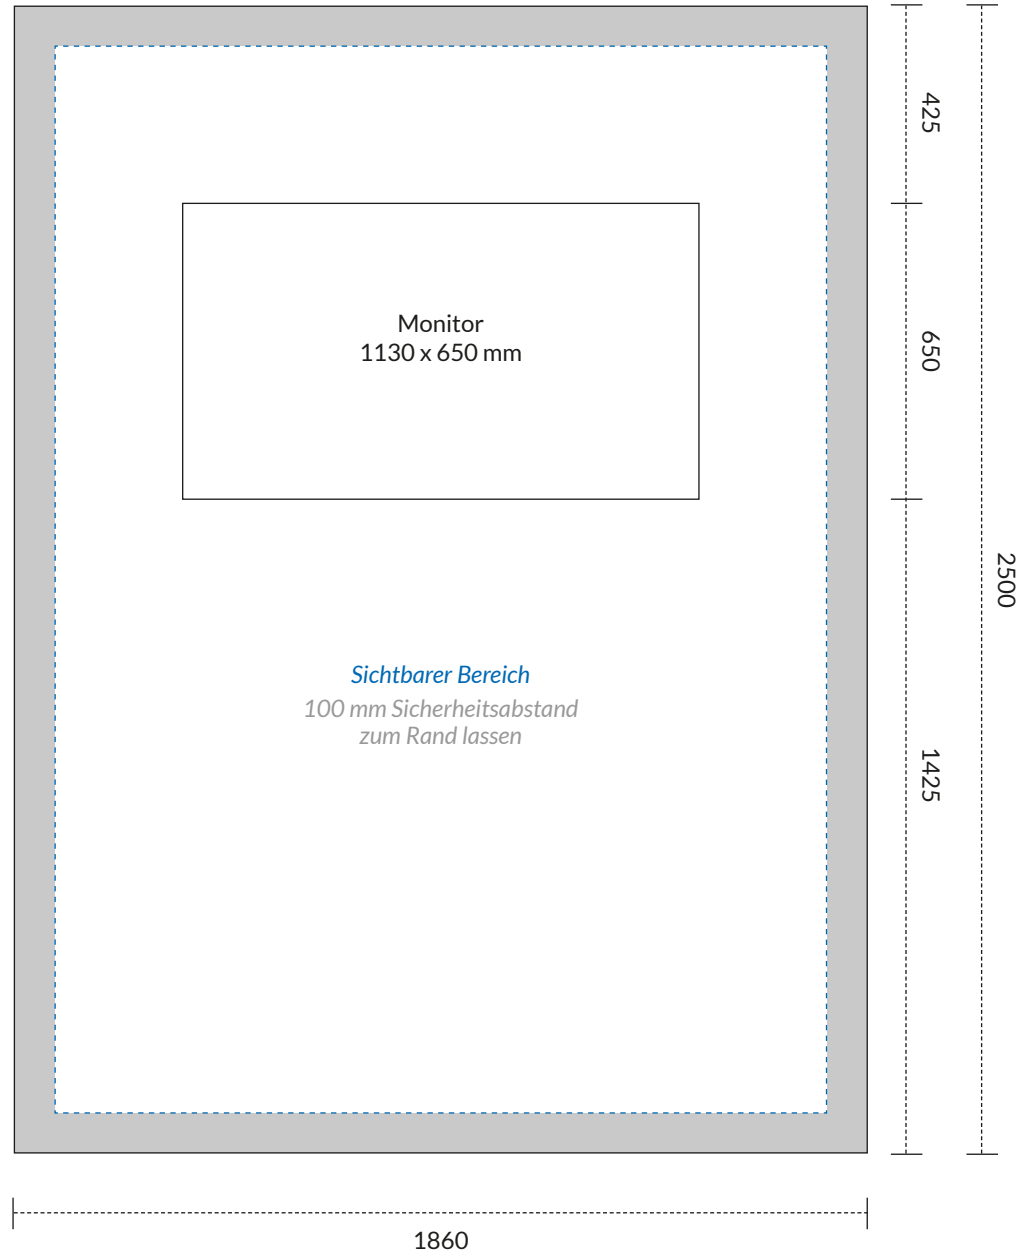 425
Monitor
1130 x 650 mm
650
2500
Sichtbarer Bereich
100 mm Sicherheitsabstand
zum Rand lassen
1425
1860